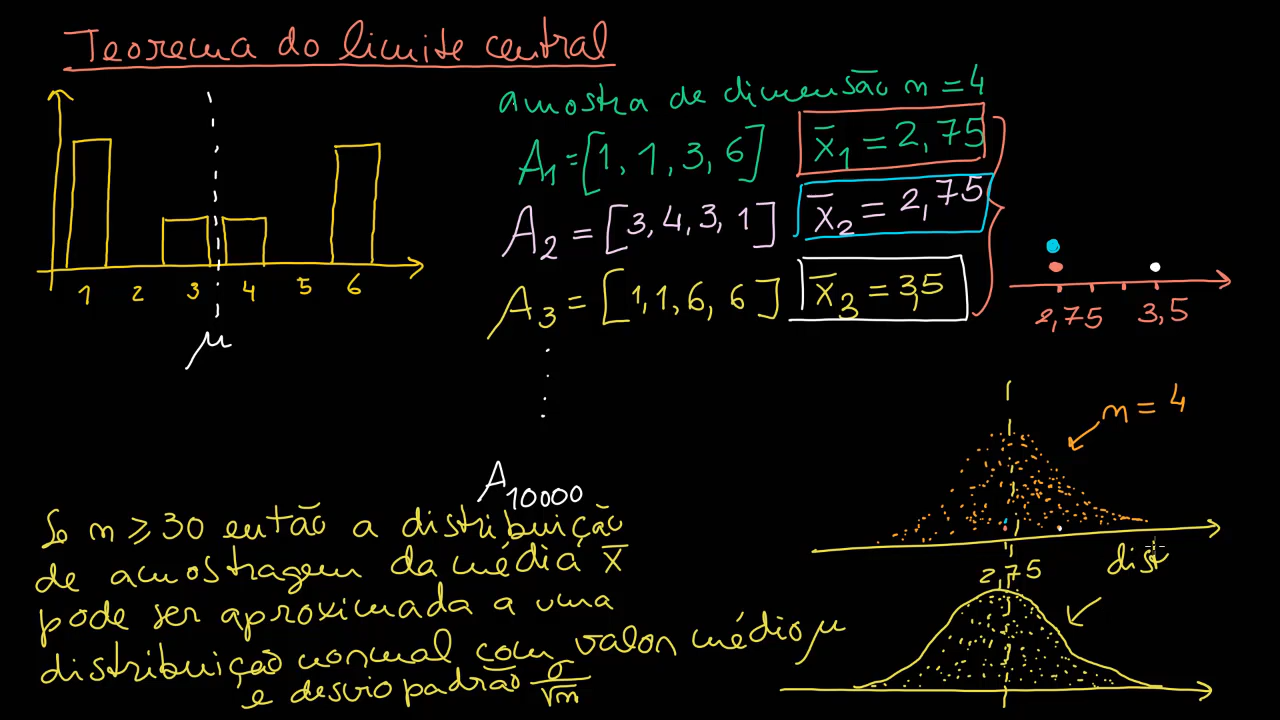 Teorema do limite central
1 2 3 4 5 6
μ
amostra de dimensão n = 4
A₁ = [1, 1, 3, 6] x̄₁ = 2,75
A₂ = [3, 4, 3, 1] x̄₂ = 2,75
A₃ = [1, 1, 6, 6] x̄₃ = 3,5
2,75 3,5
A₁₀₀₀₀
n = 4
2,75
dist
Se n ≥ 30 então a distribuição
de amostragem da média x̄
pode ser aproximada a uma
distribuição normal com valor médio μ
e desvio padrão σ/√n